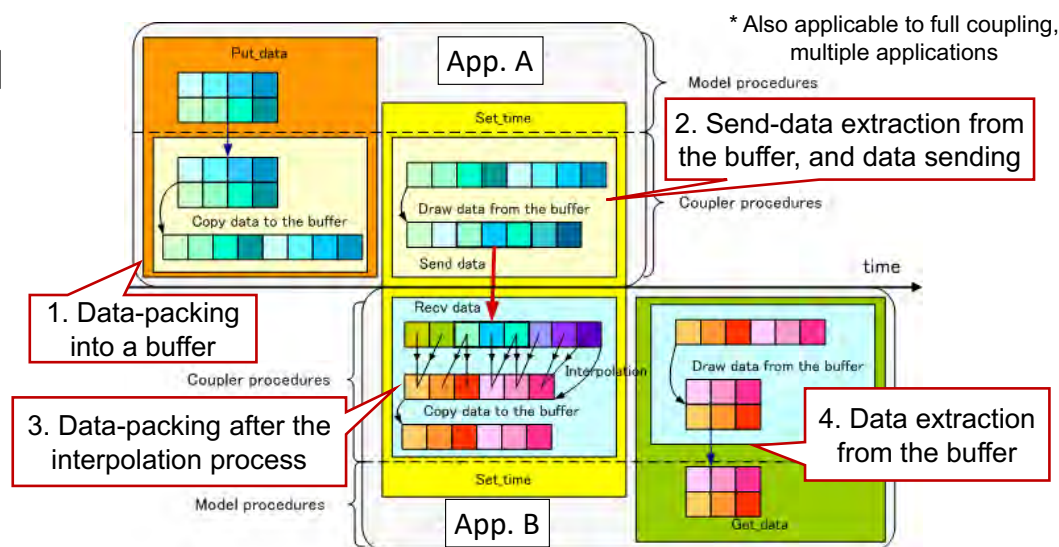 * Also applicable to full coupling,
multiple applications
Put_data
App. A
Model procedures
Set_time
2. Send-data extraction from
the buffer, and data sending
Copy data to the buffer
Draw data from the buffer
Coupler procedures
Send data
time
1. Data-packing
into a buffer
Recv data
Interpolation
Draw data from the buffer
Coupler procedures
Copy data to the buffer
3. Data-packing after the
interpolation process
4. Data extraction
from the buffer
Set_time
Model procedures
App. B
Get_data